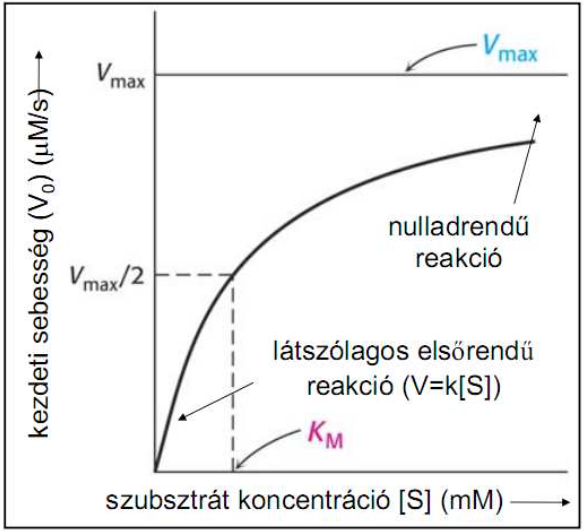 kezdeti sebesség (V₀) (μM/s)
Vmax
Vmax
Vmax/2
nulladrendű
reakció
látszólagos elsőrendű
reakció (V=k[S])
KM
szubsztrát koncentráció [S] (mM)